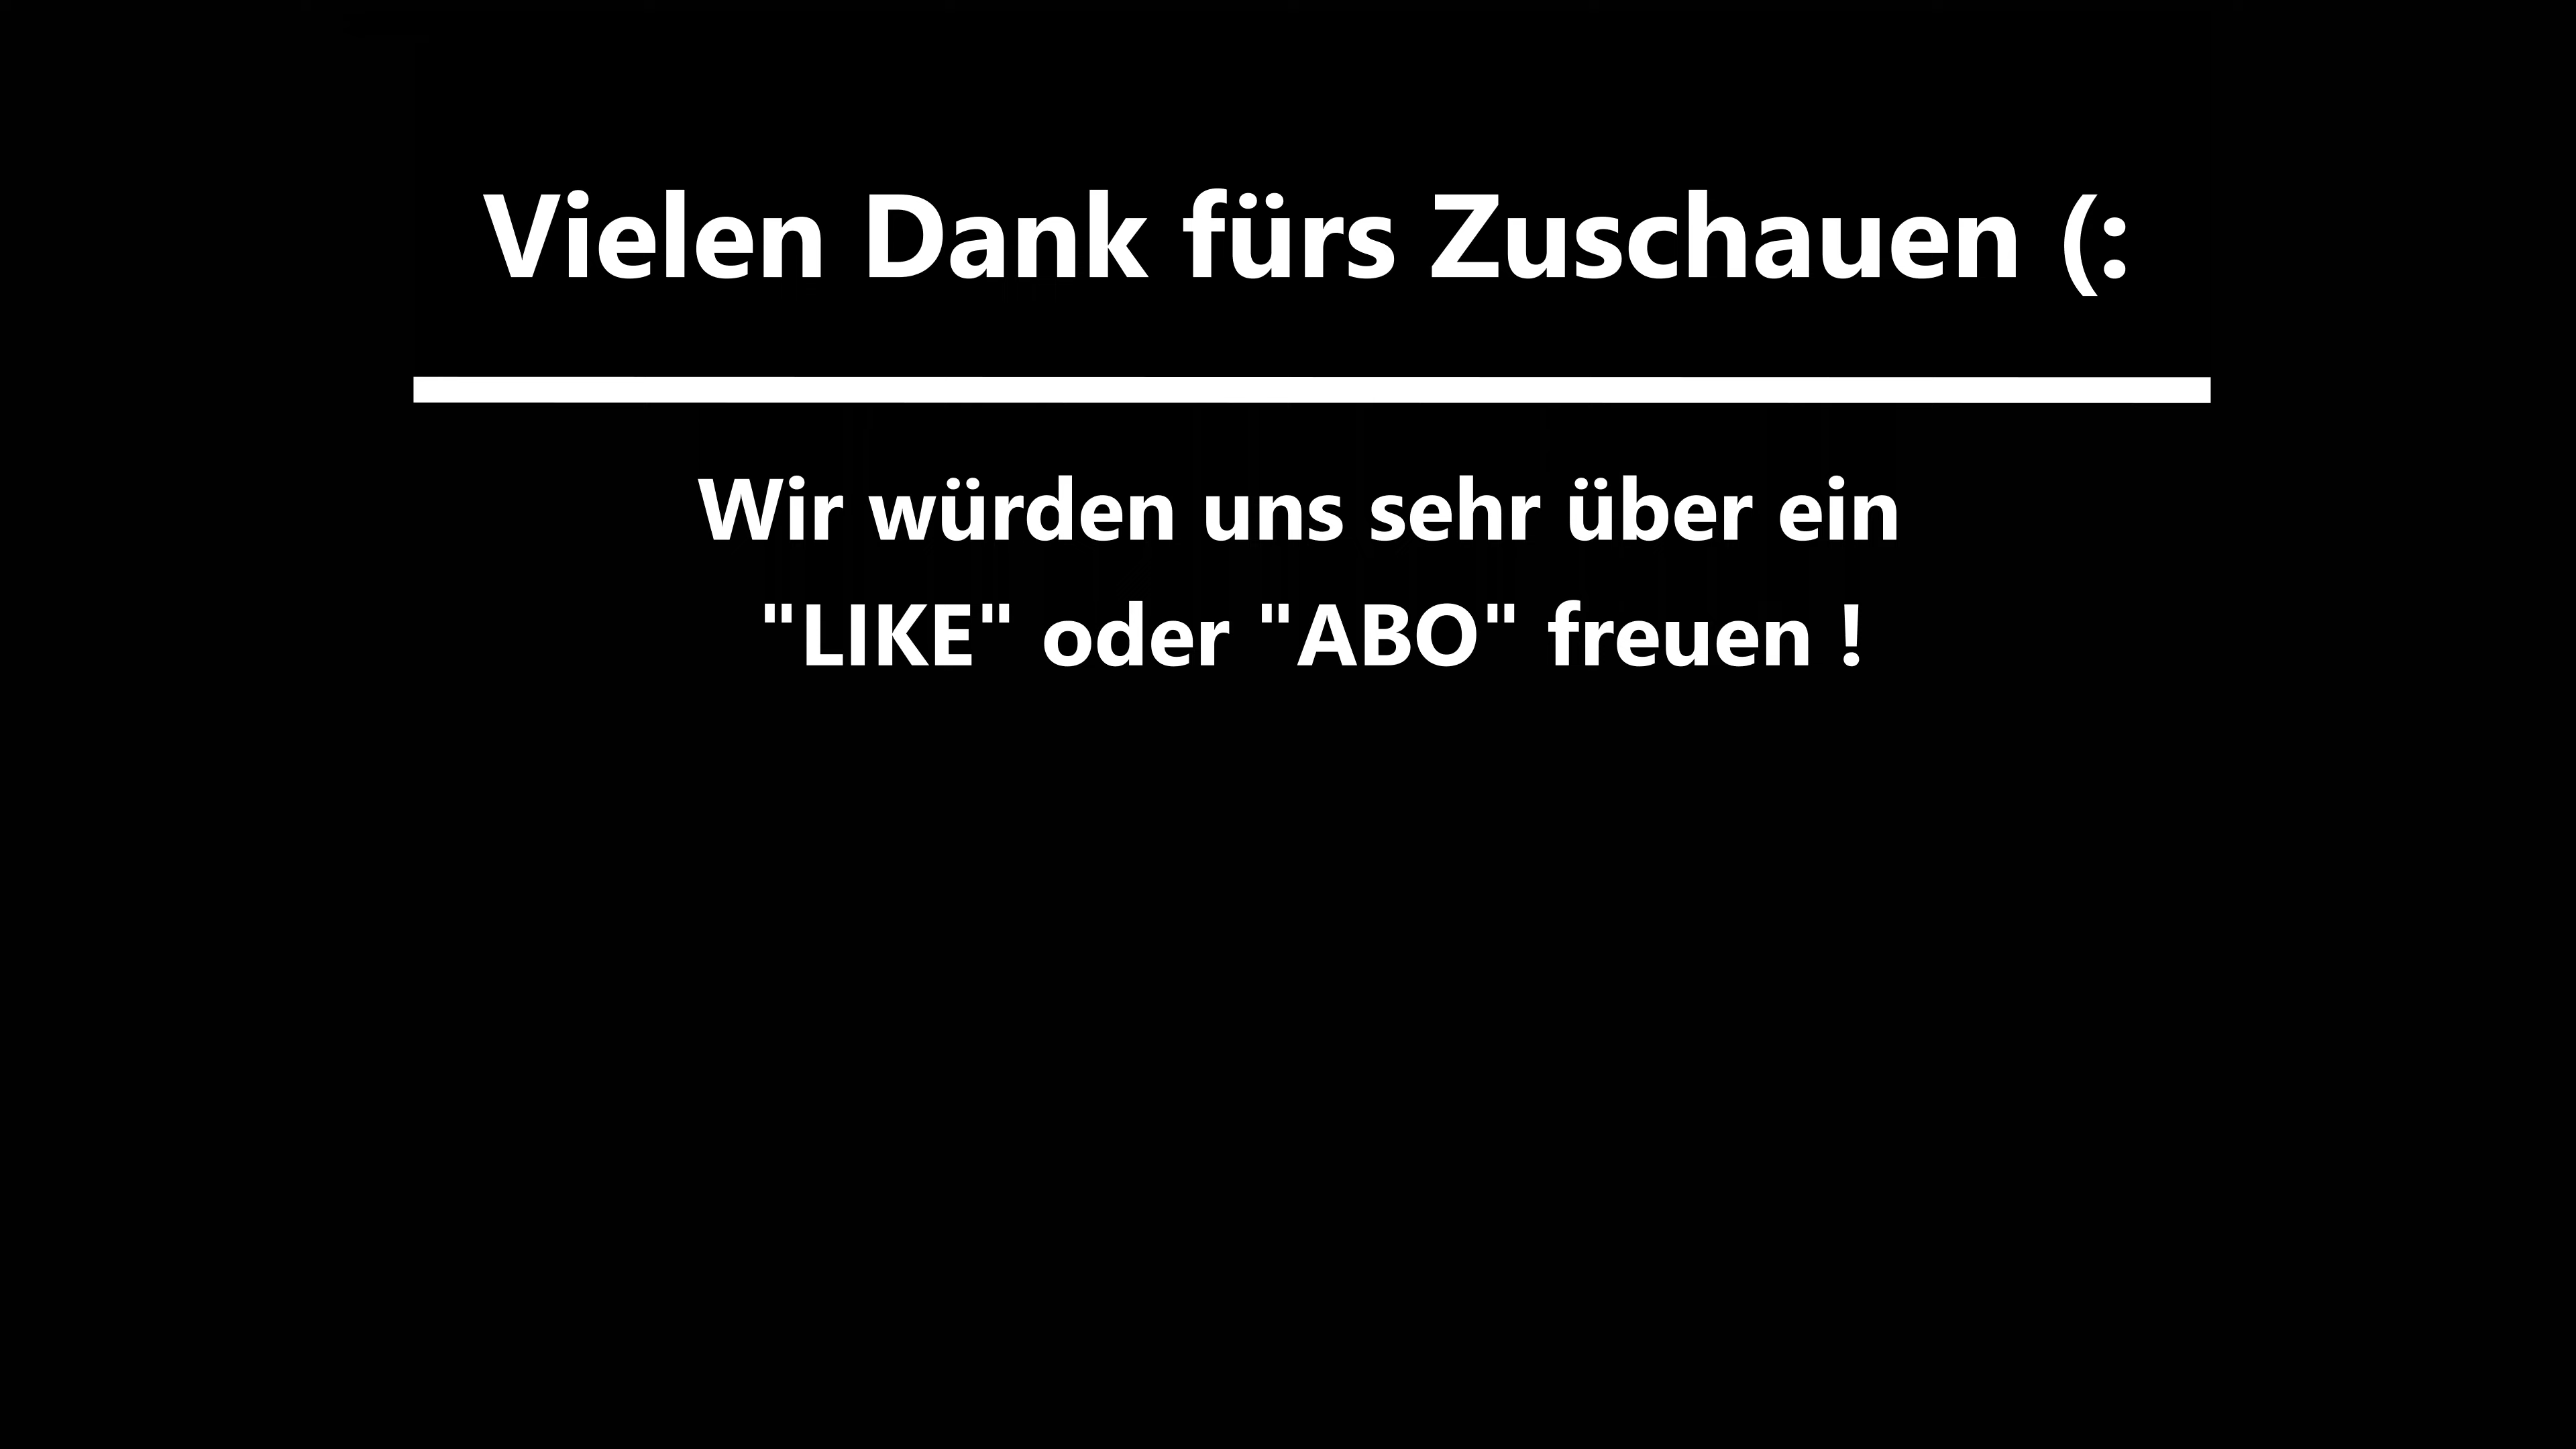 Vielen Dank fürs Zuschauen (:
Wir würden uns sehr über ein
"LIKE" oder "ABO" freuen !